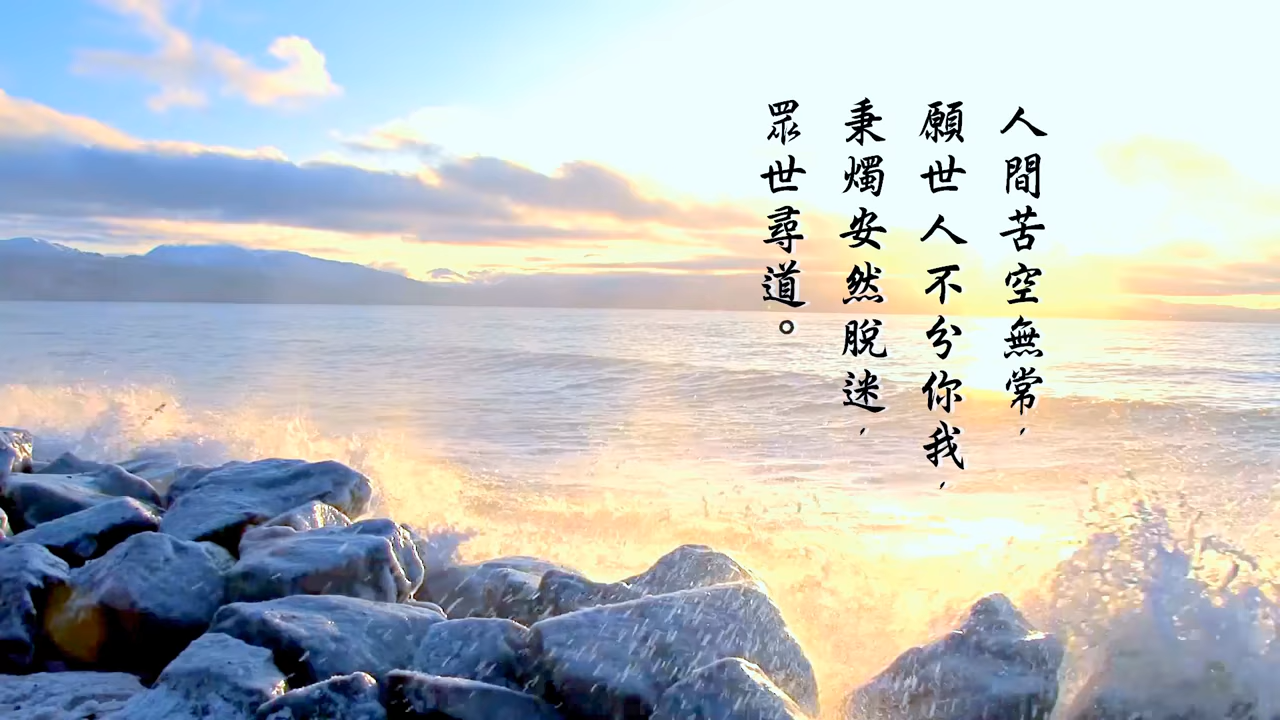 人間苦空無常，
願世人不分你我，
秉燭安然脫迷，
眾世尋道。